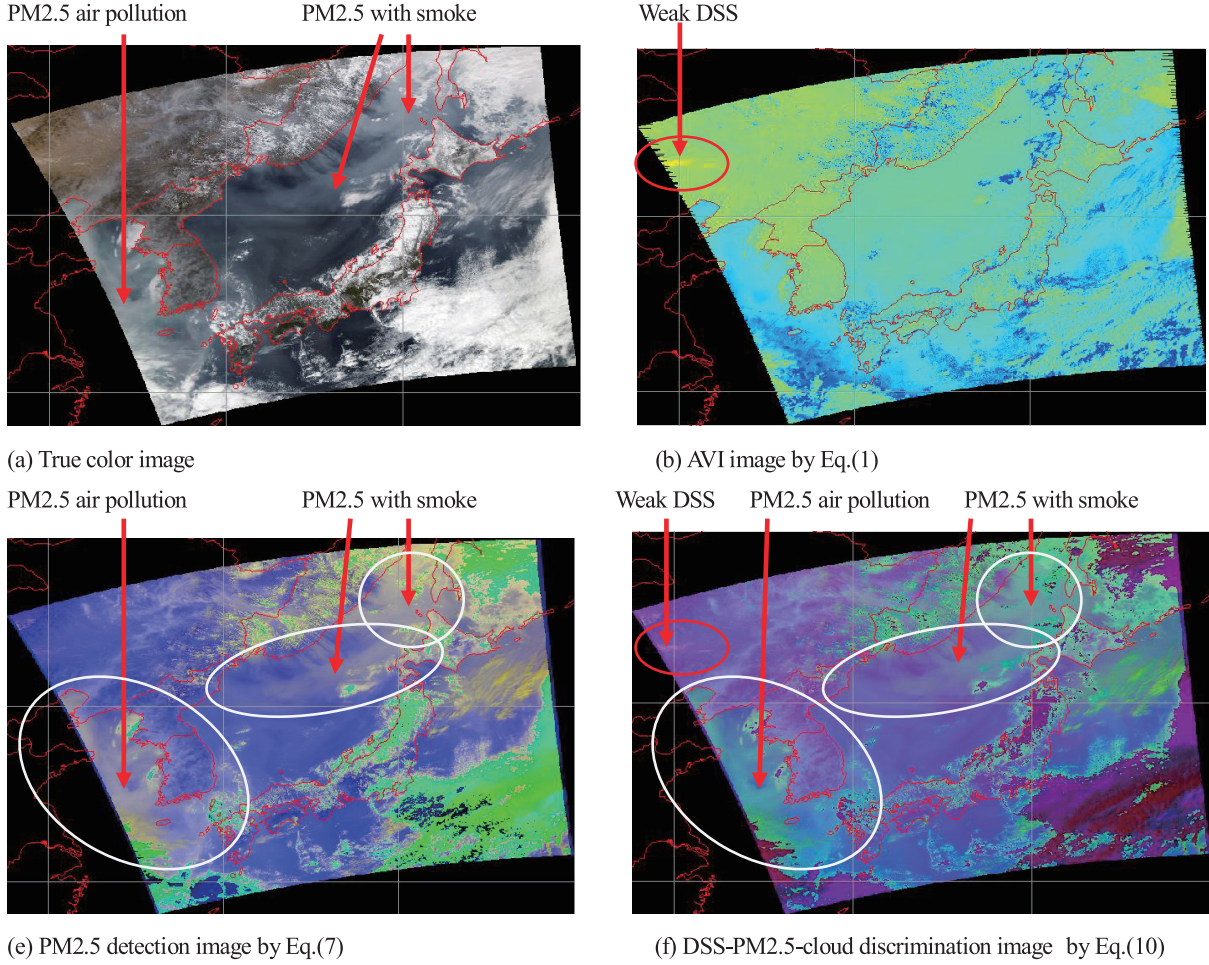 PM2.5 air pollution
PM2.5 with smoke
Weak DSS
(a) True color image
(b) AVI image by Eq.(1)
PM2.5 air pollution
PM2.5 with smoke
Weak DSS
PM2.5 air pollution
PM2.5 with smoke
(e) PM2.5 detection image by Eq.(7)
(f) DSS-PM2.5-cloud discrimination image by Eq.(10)